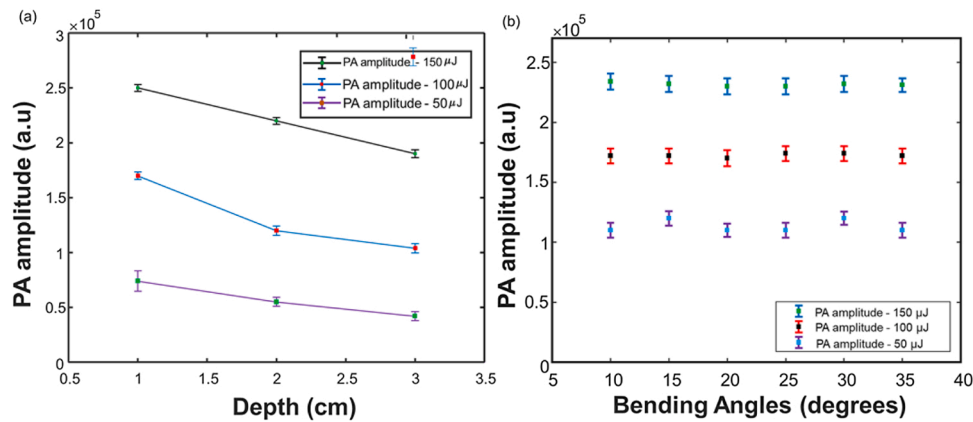 (a)
×10⁵
3
2.5
2
1.5
1
0.5
0
0.5
1
1.5
2
2.5
3
3.5
PA amplitude (a.u)
Depth (cm)
PA amplitude - 150 µJ
PA amplitude - 100 µJ
PA amplitude - 50 µJ
(b)
×10⁵
2.5
2
1.5
1
0.5
0
5
10
15
20
25
30
35
40
PA amplitude (a.u)
Bending Angles (degrees)
PA amplitude - 150 µJ
PA amplitude - 100 µJ
PA amplitude - 50 µJ